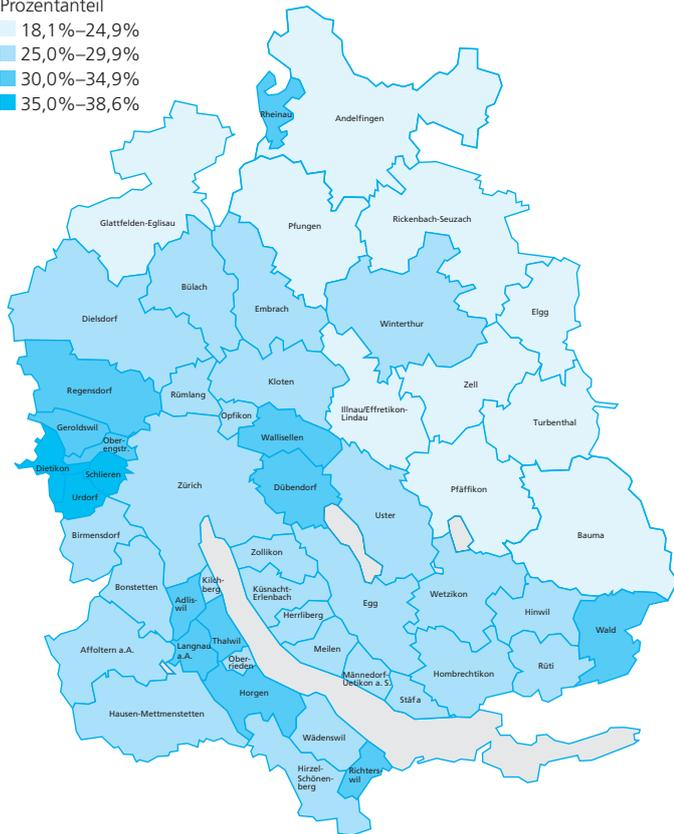 Prozentanteil
18,1%–24,9%
25,0%–29,9%
30,0%–34,9%
35,0%–38,6%
Rheinau
Andelfingen
Glattfelden-Eglisau
Pfungen
Rickenbach-Seuzach
Bülach
Embrach
Dielsdorf
Winterthur
Elgg
Regensdorf
Rümlang
Kloten
Zell
Illnau/Effretikon-
Lindau
Opfikon
Turbenthal
Geroldswil
Ober-
engstr.
Wallisellen
Dietikon
Schlieren
Urdorf
Zürich
Dübendorf
Pfäffikon
Uster
Birmensdorf
Bauma
Zollikon
Bonstetten
Kilch-
berg
Küsnacht-
Erlenbach
Wetzikon
Adlis-
wil
Egg
Hinwil
Herrliberg
Wald
Affoltern a.A.
Langnau
a.A.
Thalwil
Meilen
Ober-
rieden
Rüti
Männedorf-
Uetikon a. S.
Hombrechtikon
Horgen
Stäfa
Hausen-Mettmenstetten
Wädenswil
Hirzel-
Schönen-
berg
Richters-
wil